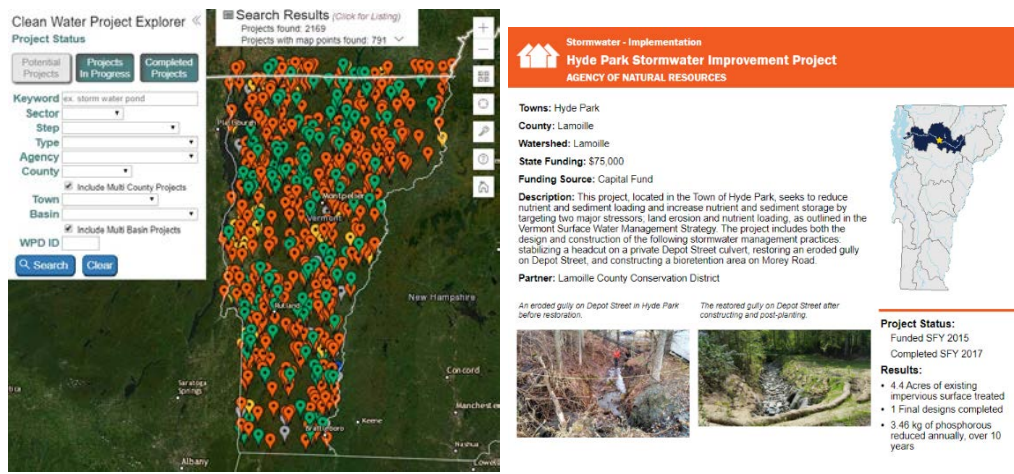 Clean Water Project Explorer
Project Status
Potential Projects
Projects In Progress
Completed Projects
Keyword ex. storm water pond
Sector
Step
Type
Agency
County
Include Multi County Projects
Town
Basin
Include Multi Basin Projects
WPD ID
Search Clear
Search Results (Click for Listing)
Projects found: 2169
Projects with map points found: 791
Montpelier
Vermont
Rutland
New Hampshire
Concord
Saratoga Springs
Keene
Manchester
Brattleboro
Nashua
Albany
Lowell
Stormwater - Implementation
Hyde Park Stormwater Improvement Project
AGENCY OF NATURAL RESOURCES
Towns: Hyde Park
County: Lamoille
Watershed: Lamoille
State Funding: $75,000
Funding Source: Capital Fund
Description: This project, located in the Town of Hyde Park, seeks to reduce
nutrient and sediment loading and increase nutrient and sediment storage by
targeting two major stressors, land erosion and nutrient loading, as outlined in the
Vermont Surface Water Management Strategy. The project includes both the
design and construction of the following stormwater management practices:
stabilizing a headcut on a private Depot Street culvert, restoring an eroded gully
on Depot Street, and constructing a bioretention area on Morey Road.
Partner: Lamoille County Conservation District
An eroded gully on Depot Street in Hyde Park
before restoration.
The restored gully on Depot Street after
constructing and post-planting.
Project Status:
Funded SFY 2015
Completed SFY 2017
Results:
• 4.4 Acres of existing
impervious surface treated
• 1 Final designs completed
• 3.46 kg of phosphorous
reduced annually, over 10
years